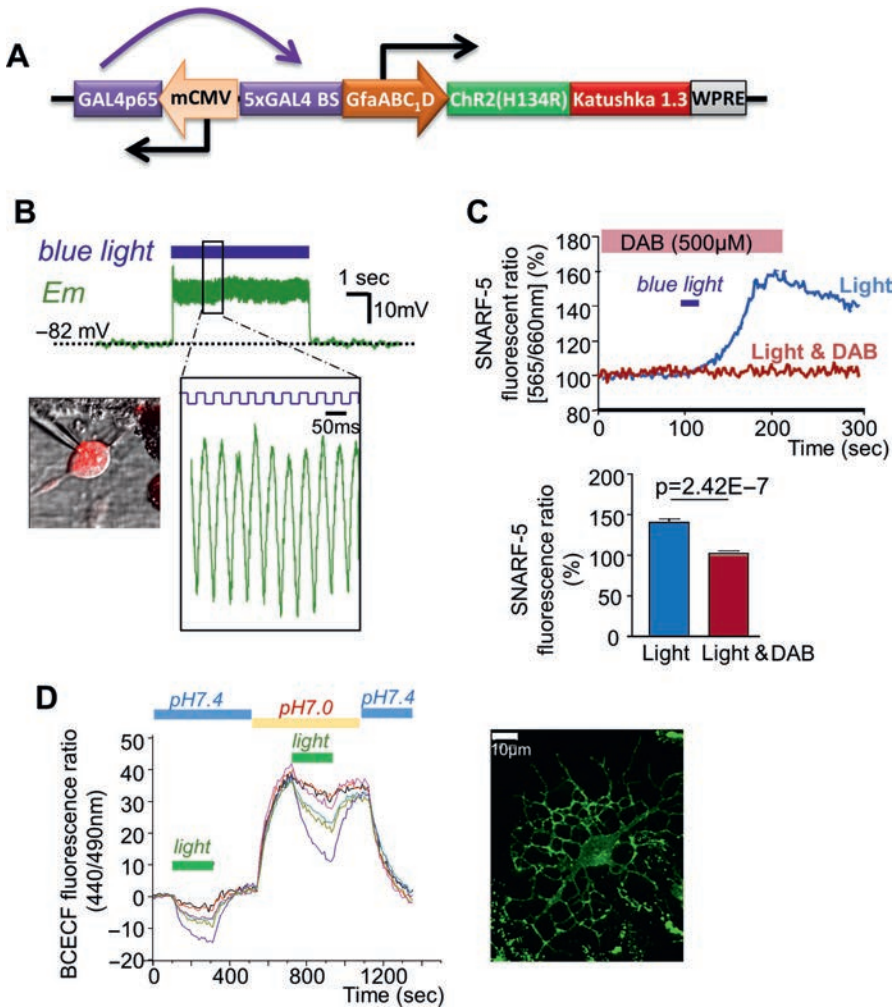 A
GAL4p65
mCMV
5xGAL4 BS
GfaABC₁D
ChR2(H134R)
Katushka 1.3
WPRE
B
blue light
Em
1 sec
10mV
−82 mV
50ms
C
SNARF-5
fluorescent ratio
[565/660nm] (%)
180
160
140
120
100
80
DAB (500µM)
blue light
Light
Light & DAB
0
100
200
300
Time (sec)
SNARF-5
fluorescence ratio
(%)
200
150
100
50
0
p=2.42E−7
Light
Light & DAB
D
pH7.4
pH7.0
pH7.4
light
light
BCECF fluorescence ratio
(440/490nm)
50
40
30
20
10
0
−10
−20
0
400
800
1200
Time (sec)
10µm